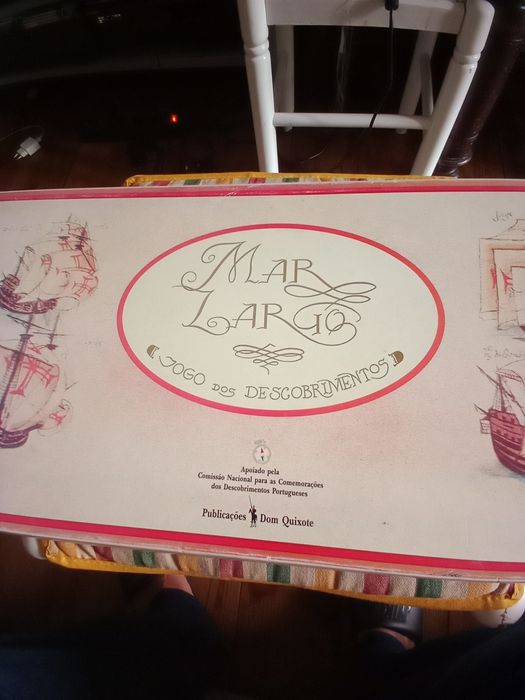 MAR
LARGO
JOGO DOS DESCOBRIMENTOS
Apoiado pela
Comissão Nacional para as Comemorações
dos Descobrimentos Portugueses
Publicações Dom Quixote